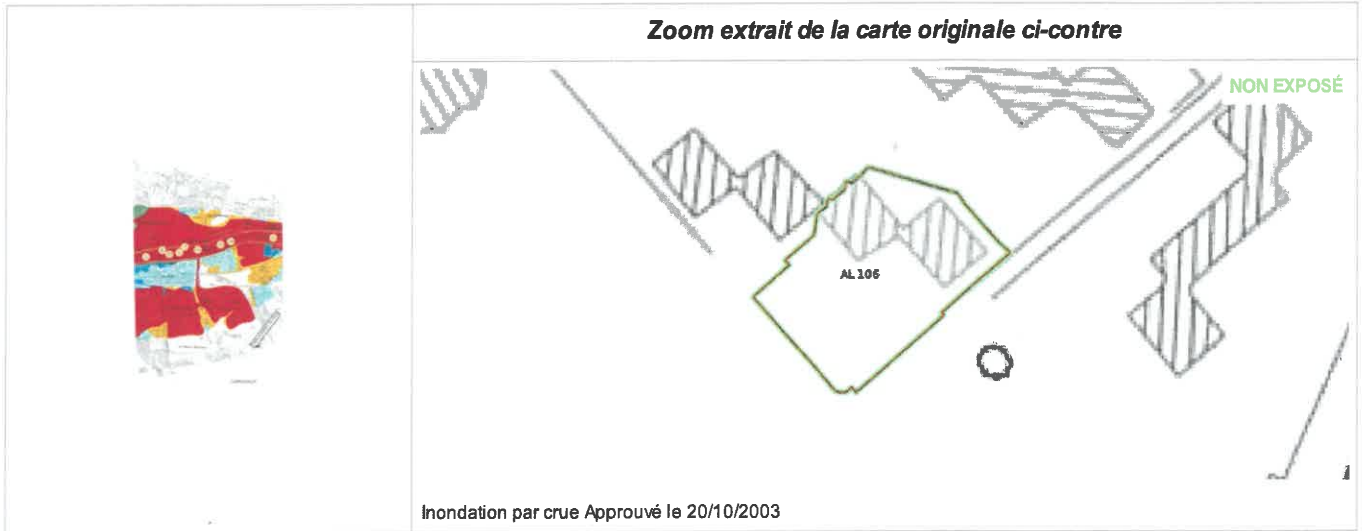 Zoom extrait de la carte originale ci-contre
NON EXPOSÉ
AL 106
Inondation par crue Approuvé le 20/10/2003